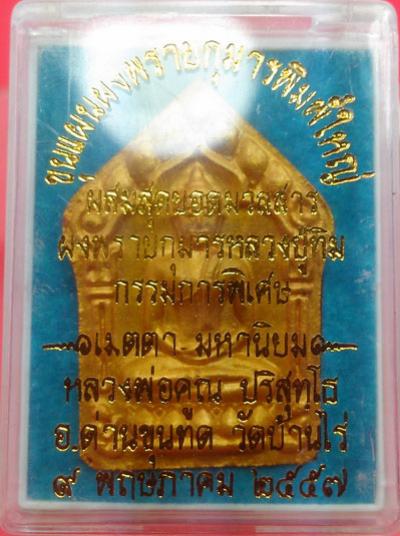 ขุนแผนผงพรายกุมารพิมพ์ใหญ่
ผสมสุดยอดมวลสาร
ผงพรายกุมารหลวงปู่ทิม
กรรมการพิเศษ
เมตตา มหานิยม
หลวงพ่อคูณ ปริสุทฺโธ
อ.ด่านขุนทด วัดบ้านไร่
๙ พฤษภาคม ๒๕๕๗